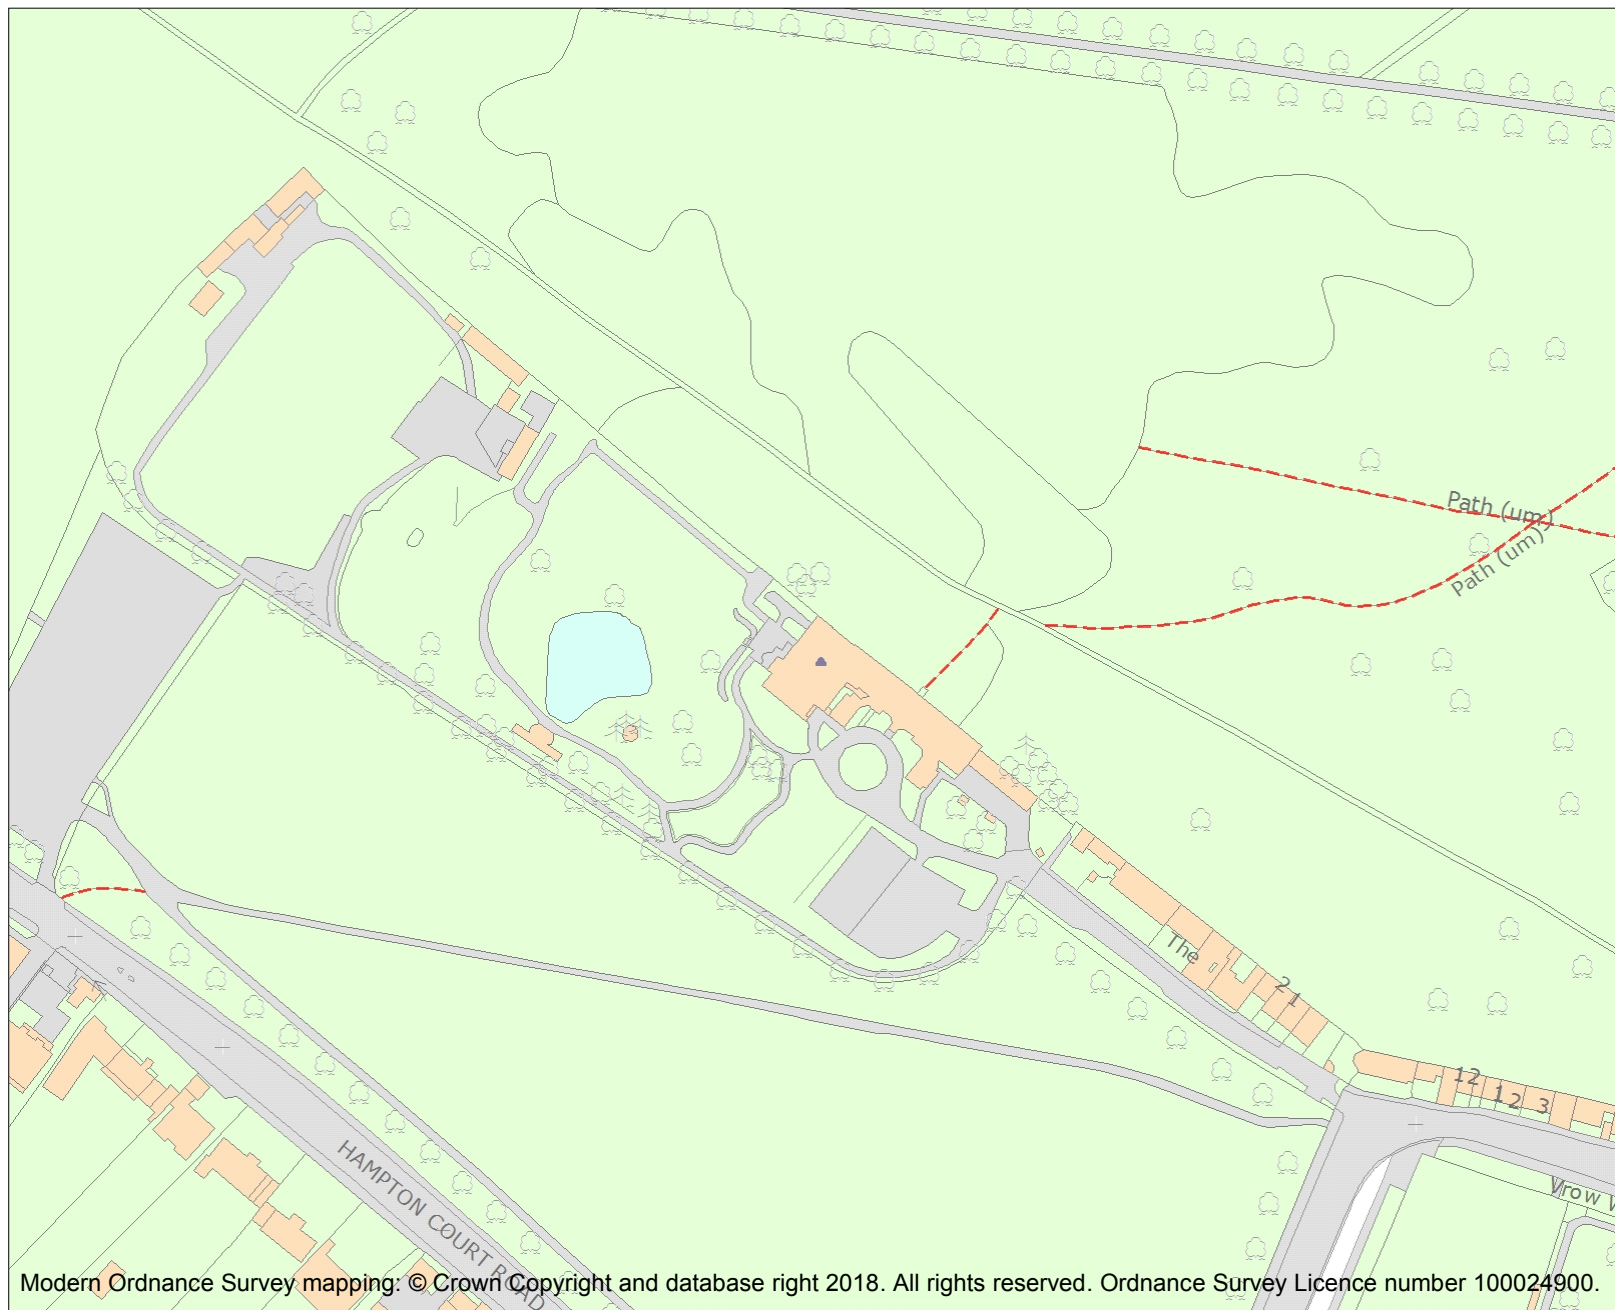 Path (um)
Path (um)
The
2 1
12
1 2 3
Vrow
HAMPTON COURT ROAD
Modern Ordnance Survey mapping: © Crown Copyright and database right 2018. All rights reserved. Ordnance Survey Licence number 100024900.